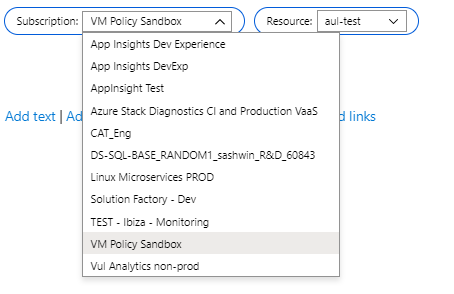 Subscription: VM Policy Sandbox Resource: aul-test
App Insights Dev Experience
App Insights DevExp
AppInsight Test
Azure Stack Diagnostics CI and Production VaaS
Add text | Ad d links
CAT_Eng
DS-SQL-BASE_RANDOM1_sashwin_R&D_60843
Linux Microservices PROD
Solution Factory - Dev
TEST - Ibiza - Monitoring
VM Policy Sandbox
Vul Analytics non-prod